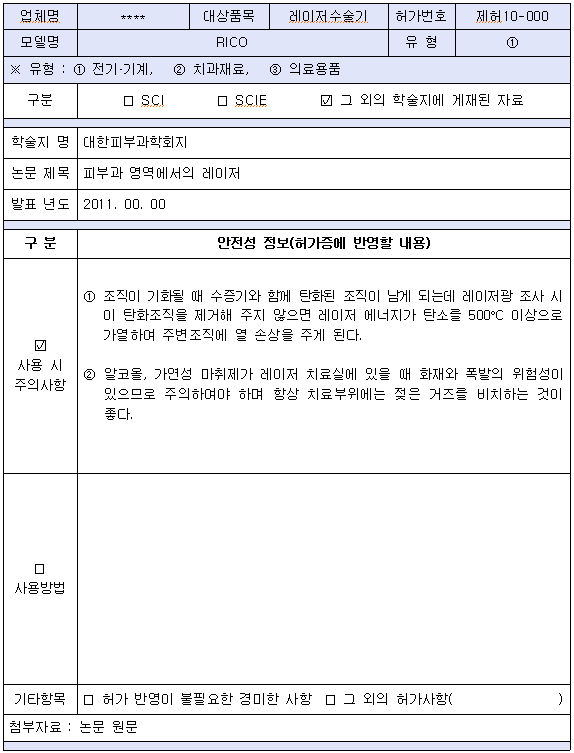 업체명 **** 대상품목 레이저수술기 허가번호 제허10-000
모델명 RICO 유 형 ①
※ 유형 : ① 전기·기계, ② 치과재료, ③ 의료용품
구분 □ SCI □ SCIE ☑ 그 외의 학술지에 게재된 자료
학술지 명 대한피부과학회지
논문 제목 피부과 영역에서의 레이저
발표 년도 2011. 00. 00
구 분 안전성 정보(허가증에 반영할 내용)
☑
사용 시
주의사항
① 조직이 기화될 때 수증기와 함께 탄화된 조직이 남게 되는데 레이저광 조사 시
이 탄화조직을 제거해 주지 않으면 레이저 에너지가 탄소를 500℃ 이상으로
가열하여 주변조직에 열 손상을 주게 된다.
② 알코올, 가연성 마취제가 레이저 치료실에 있을 때 화재와 폭발의 위험성이
있으므로 주의하여야 하며 항상 치료부위에는 젖은 거즈를 비치하는 것이
좋다.
□
사용방법
기타항목 □ 허가 반영이 불필요한 경미한 사항 □ 그 외의 허가사항( )
첨부자료 : 논문 원문